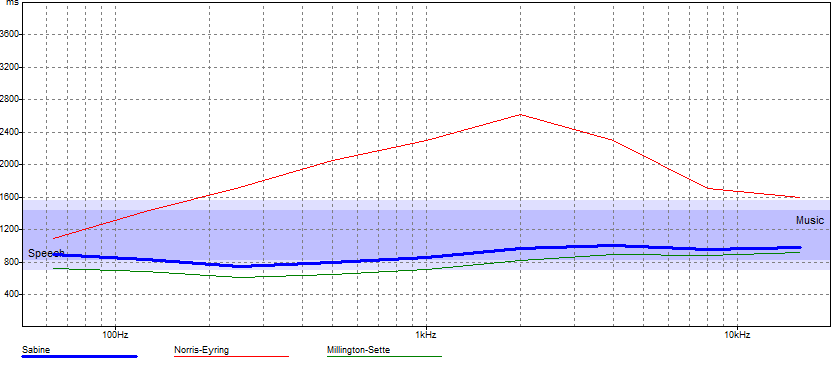 ms
3600
3200
2800
2400
2000
1600
Music
1200
Speech
800
400
100Hz 1kHz 10kHz
Sabine Norris-Eyring Millington-Sette